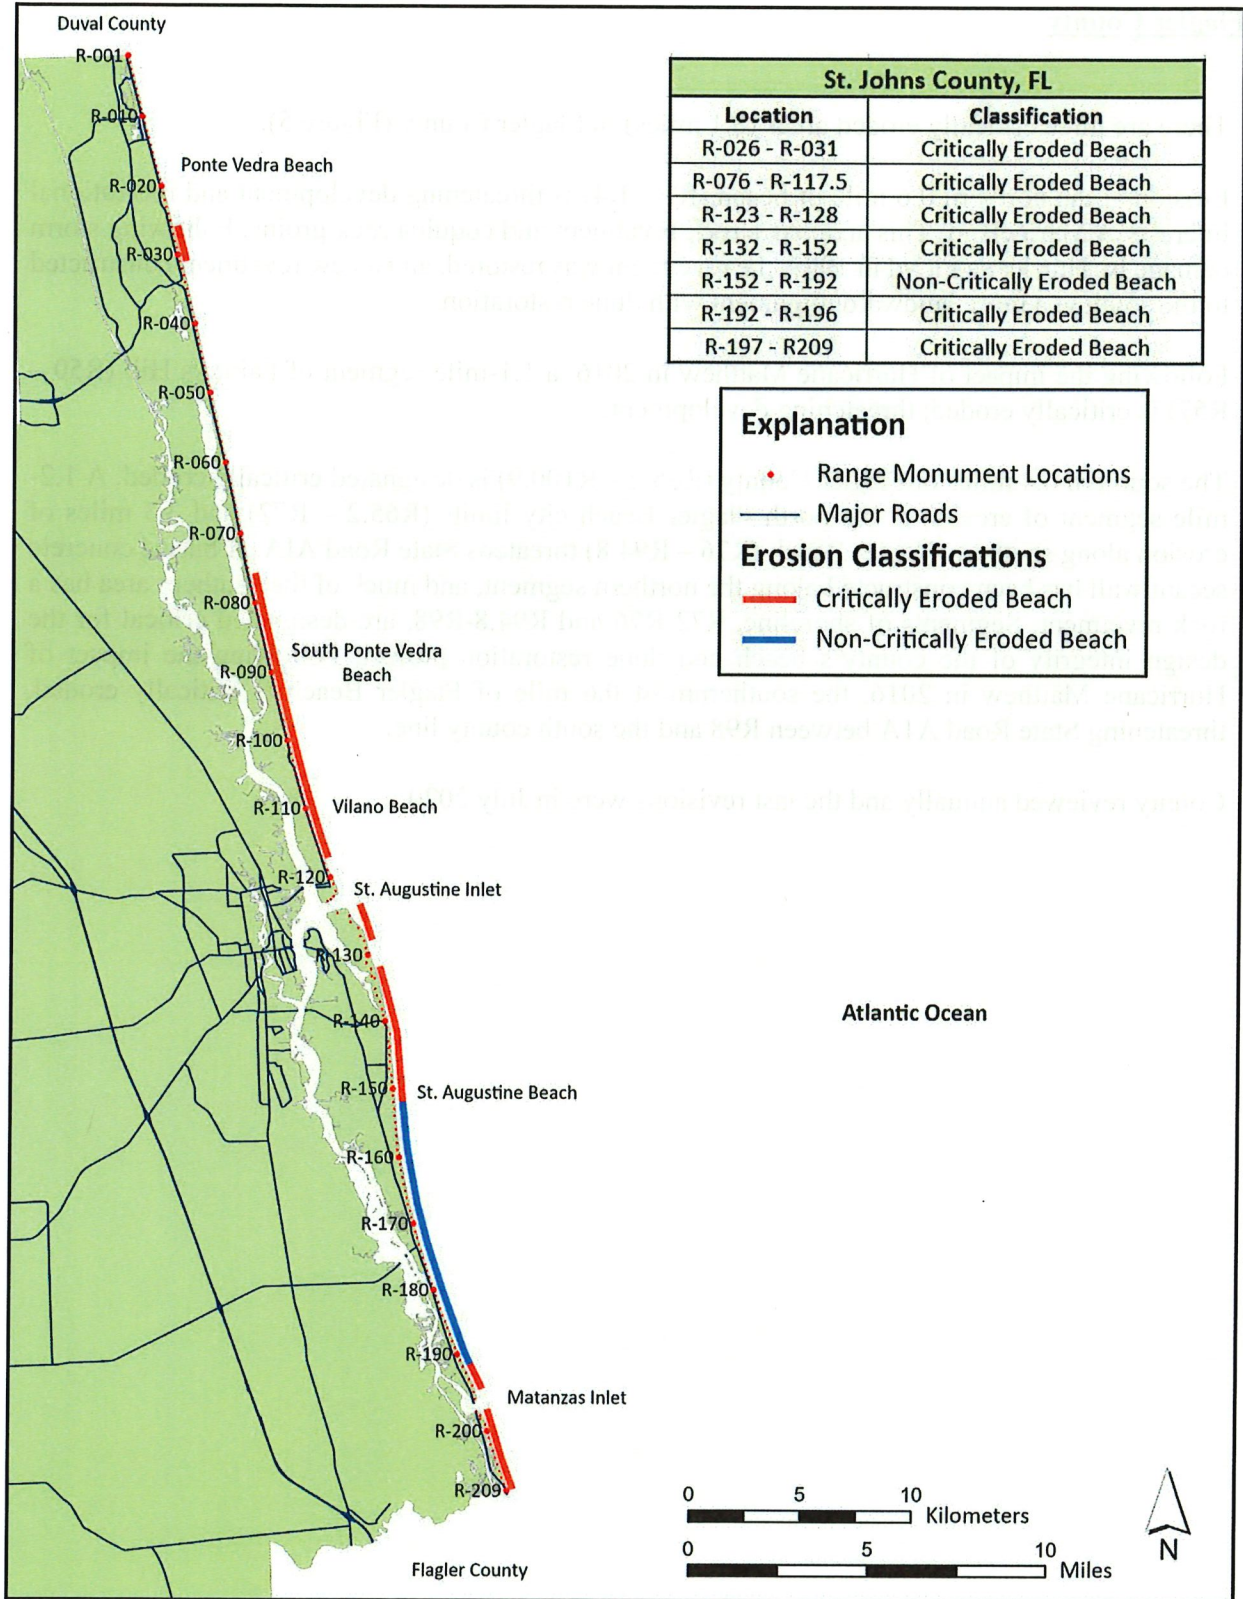 Duval County
R-001
R-010
Ponte Vedra Beach
R-020
R-030
R-040
R-050
R-060
R-070
R-080
South Ponte Vedra
Beach
R-090
R-100
R-110
Vilano Beach
R-120
St. Augustine Inlet
R-130
R-140
R-150
St. Augustine Beach
R-160
R-170
R-180
R-190
Matanzas Inlet
R-200
R-209
Flagler County
St. Johns County, FL
Location Classification
R-026 - R-031 Critically Eroded Beach
R-076 - R-117.5 Critically Eroded Beach
R-123 - R-128 Critically Eroded Beach
R-132 - R-152 Critically Eroded Beach
R-152 - R-192 Non-Critically Eroded Beach
R-192 - R-196 Critically Eroded Beach
R-197 - R209 Critically Eroded Beach
Explanation
Range Monument Locations
Major Roads
Erosion Classifications
Critically Eroded Beach
Non-Critically Eroded Beach
Atlantic Ocean
0 5 10
Kilometers
0 5 10
Miles
N